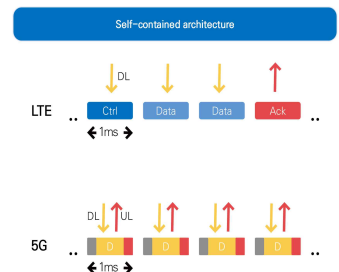 Self-contained architecture
DL
LTE
..
Ctrl
Data
Data
Ack
..
1ms
DL
UL
5G
..
D
D
D
D
..
1ms